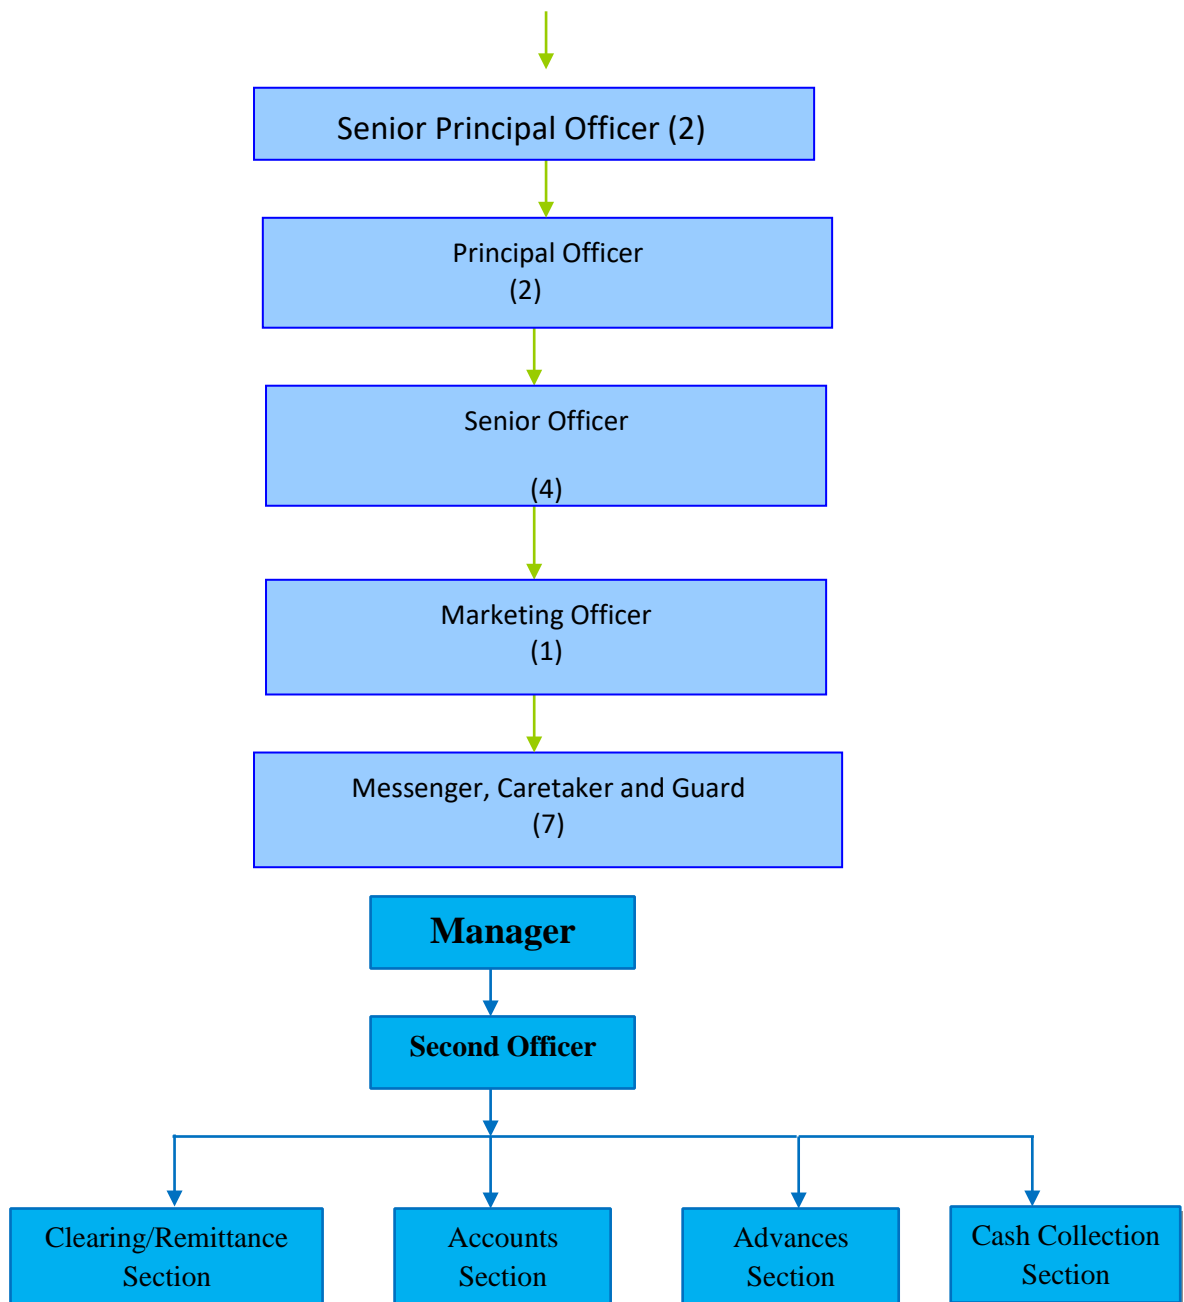 Senior Principal Officer (2)
Principal Officer
(2)
Senior Officer
(4)
Marketing Officer
(1)
Messenger, Caretaker and Guard
(7)
Manager
Second Officer
Clearing/Remittance
Section
Accounts
Section
Advances
Section
Cash Collection
Section